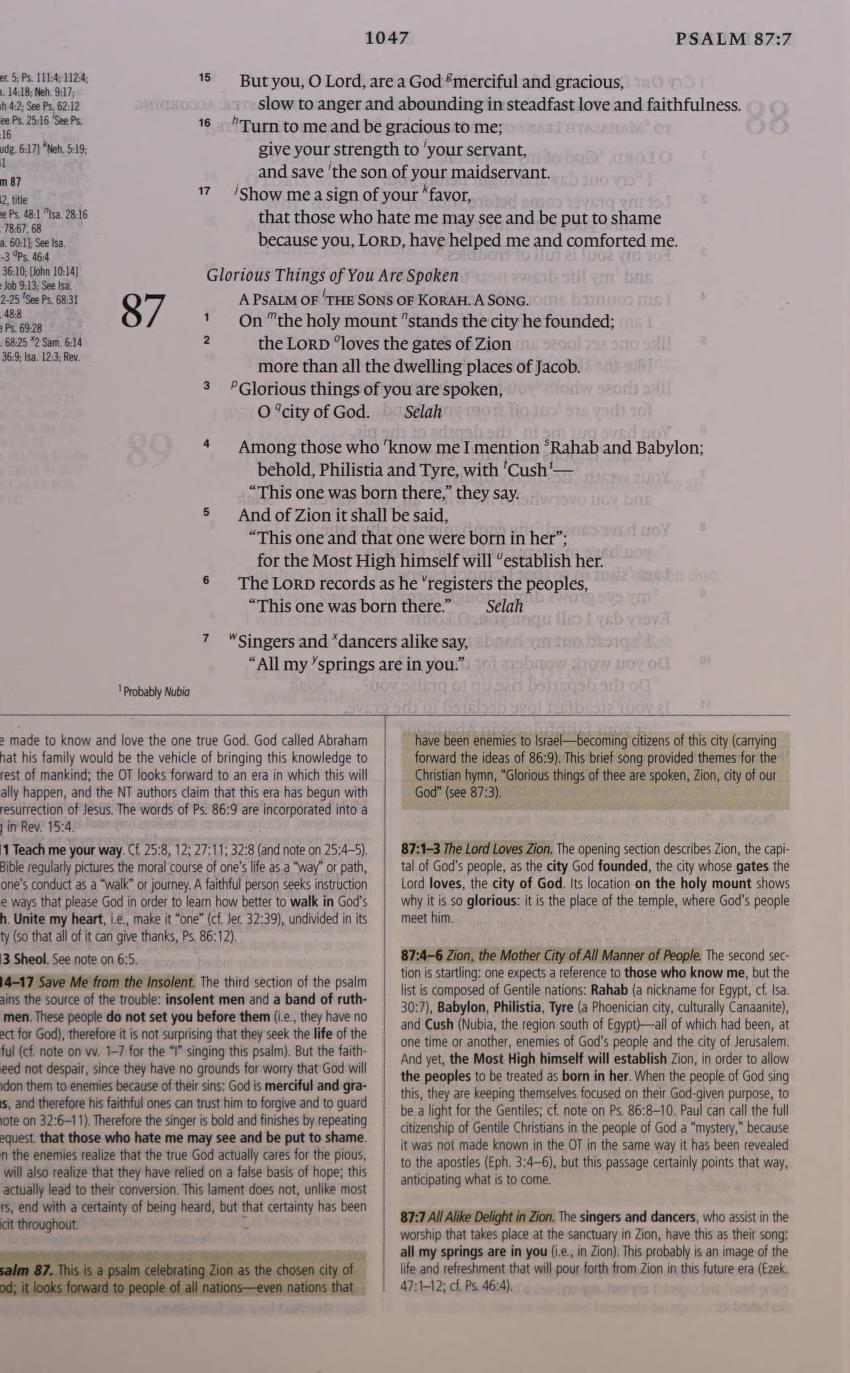 1047 PSALM 87:7
er. 5; Ps. 111:4; 112:4;
. 14:18; Neh. 9:17;
h 4:2; See Ps. 62:12
ee Ps. 25:16 ⁱSee Ps.
:16
udg. 6:17] ᵏNeh. 5:19;
1
m 87
2, title
e Ps. 48:1 ⁿIsa. 28:16
. 78:67, 68
a. 60:1]; See Isa.
-3 ᑫPs. 46:4
36:10; [John 10:14]
Job 9:13; See Isa.
2-25 ᵗSee Ps. 68:31
. 48:8
Ps. 69:28
. 68:25 ˣ2 Sam. 6:14
36:9; Isa. 12:3; Rev.
15 But you, O Lord, are a God ᵍmerciful and gracious,
slow to anger and abounding in steadfast love and faithfulness.
16 ʰTurn to me and be gracious to me;
give your strength to ⁱyour servant,
and save ⁱthe son of your maidservant.
17 ʲShow me a sign of your ᵏfavor,
that those who hate me may see and be put to shame
because you, LORD, have helped me and comforted me.
Glorious Things of You Are Spoken
87 A PSALM OF ˡTHE SONS OF KORAH. A SONG.
1 On ᵐthe holy mount ⁿstands the city he founded;
2 the LORD ᵒloves the gates of Zion
more than all the dwelling places of Jacob.
3 ᵖGlorious things of you are spoken,
O ᑫcity of God. Selah
4 Among those who ʳknow me I mention ˢRahab and Babylon;
behold, Philistia and Tyre, with ᵗCush¹—
“This one was born there,” they say.
5 And of Zion it shall be said,
“This one and that one were born in her”;
for the Most High himself will ᵘestablish her.
6 The LORD records as he ᵛregisters the peoples,
“This one was born there.” Selah
7 ʷSingers and ˣdancers alike say,
“All my ʸsprings are in you.”
¹ Probably Nubia
e made to know and love the one true God. God called Abraham
hat his family would be the vehicle of bringing this knowledge to
rest of mankind; the OT looks forward to an era in which this will
ally happen, and the NT authors claim that this era has begun with
resurrection of Jesus. The words of Ps. 86:9 are incorporated into a
g in Rev. 15:4.
1 Teach me your way. Cf. 25:8, 12; 27:11; 32:8 (and note on 25:4–5).
Bible regularly pictures the moral course of one's life as a “way” or path,
one's conduct as a “walk” or journey. A faithful person seeks instruction
e ways that please God in order to learn how better to walk in God's
h. Unite my heart, i.e., make it “one” (cf. Jer. 32:39), undivided in its
ty (so that all of it can give thanks, Ps. 86:12).
3 Sheol. See note on 6:5.
14–17 Save Me from the Insolent. The third section of the psalm
ains the source of the trouble: insolent men and a band of ruth-
men. These people do not set you before them (i.e., they have no
ect for God), therefore it is not surprising that they seek the life of the
ful (cf. note on vv. 1–7 for the “I” singing this psalm). But the faith-
eed not despair, since they have no grounds for worry that God will
ndon them to enemies because of their sins: God is merciful and gra-
s, and therefore his faithful ones can trust him to forgive and to guard
note on 32:6–11). Therefore the singer is bold and finishes by repeating
equest. that those who hate me may see and be put to shame.
n the enemies realize that the true God actually cares for the pious,
will also realize that they have relied on a false basis of hope; this
actually lead to their conversion. This lament does not, unlike most
rs, end with a certainty of being heard, but that certainty has been
icit throughout.
salm 87. This is a psalm celebrating Zion as the chosen city of
od; it looks forward to people of all nations—even nations that
have been enemies to Israel—becoming citizens of this city (carrying
forward the ideas of 86:9). This brief song provided themes for the
Christian hymn, “Glorious things of thee are spoken, Zion, city of our
God” (see 87:3).
87:1–3 The Lord Loves Zion. The opening section describes Zion, the capi-
tal of God's people, as the city God founded, the city whose gates the
Lord loves, the city of God. Its location on the holy mount shows
why it is so glorious: it is the place of the temple, where God's people
meet him.
87:4–6 Zion, the Mother City of All Manner of People. The second sec-
tion is startling: one expects a reference to those who know me, but the
list is composed of Gentile nations: Rahab (a nickname for Egypt, cf. Isa.
30:7), Babylon, Philistia, Tyre (a Phoenician city, culturally Canaanite),
and Cush (Nubia, the region south of Egypt)—all of which had been, at
one time or another, enemies of God's people and the city of Jerusalem.
And yet, the Most High himself will establish Zion, in order to allow
the peoples to be treated as born in her. When the people of God sing
this, they are keeping themselves focused on their God-given purpose, to
be a light for the Gentiles; cf. note on Ps. 86:8–10. Paul can call the full
citizenship of Gentile Christians in the people of God a “mystery,” because
it was not made known in the OT in the same way it has been revealed
to the apostles (Eph. 3:4–6), but this passage certainly points that way,
anticipating what is to come.
87:7 All Alike Delight in Zion. The singers and dancers, who assist in the
worship that takes place at the sanctuary in Zion, have this as their song:
all my springs are in you (i.e., in Zion). This probably is an image of the
life and refreshment that will pour forth from Zion in this future era (Ezek.
47:1–12; cf. Ps. 46:4).